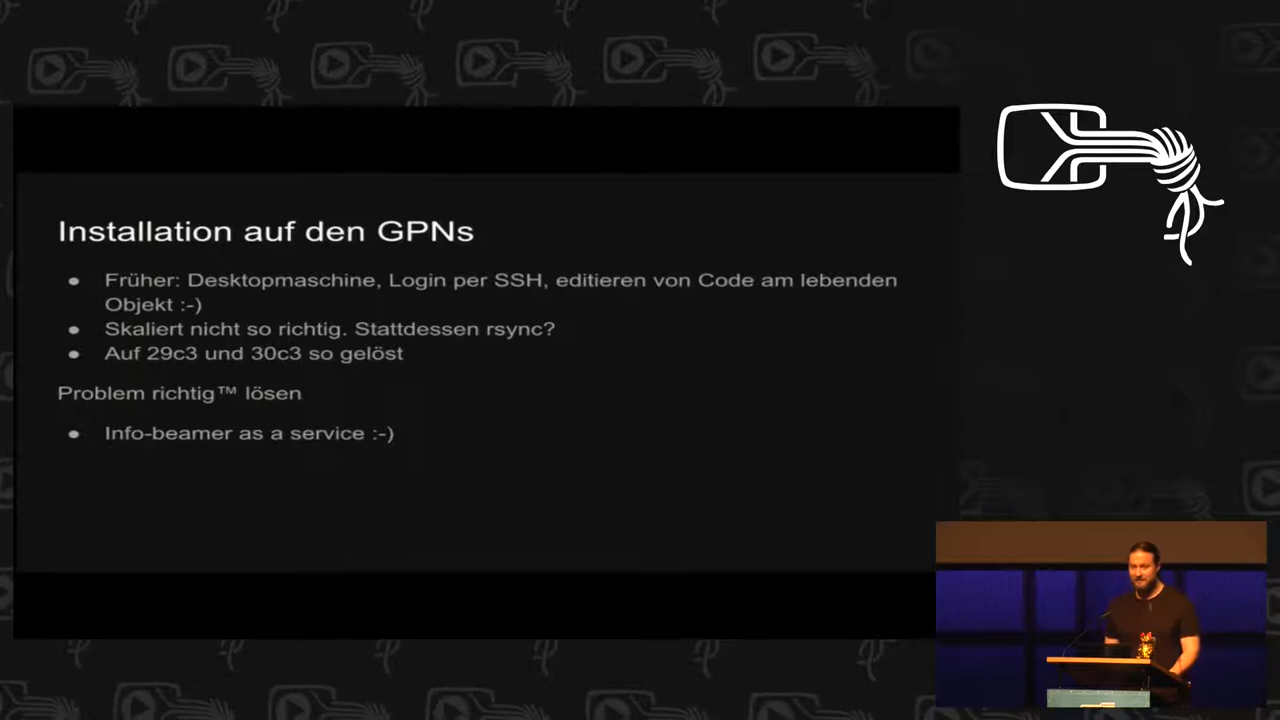 Installation auf den GPNs
● Früher: Desktopmaschine, Login per SSH, editieren von Code am lebenden
Objekt :-)
● Skaliert nicht so richtig. Stattdessen rsync?
● Auf 29c3 und 30c3 so gelöst
Problem richtig™ lösen
● Info-beamer as a service :-)